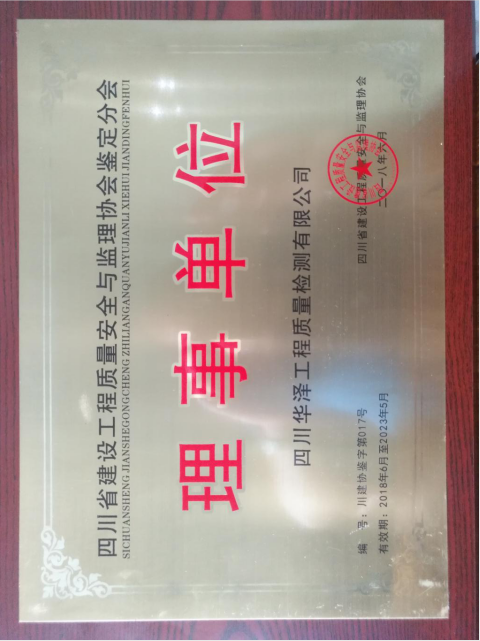 四川省建设工程质量安全与监理协会鉴定分会
SICHUANSHENG JIANSHEGONGCHENG ZHILIANGANQUANYUJIANLI XIEHUI JIANDINGFENHUI
理事单位
四川华泽工程质量检测有限公司
编 号：川建协鉴字第017号
有效期：2018年6月至2023年5月
四川省建设工程质量安全与监理协会
二〇一八年六月